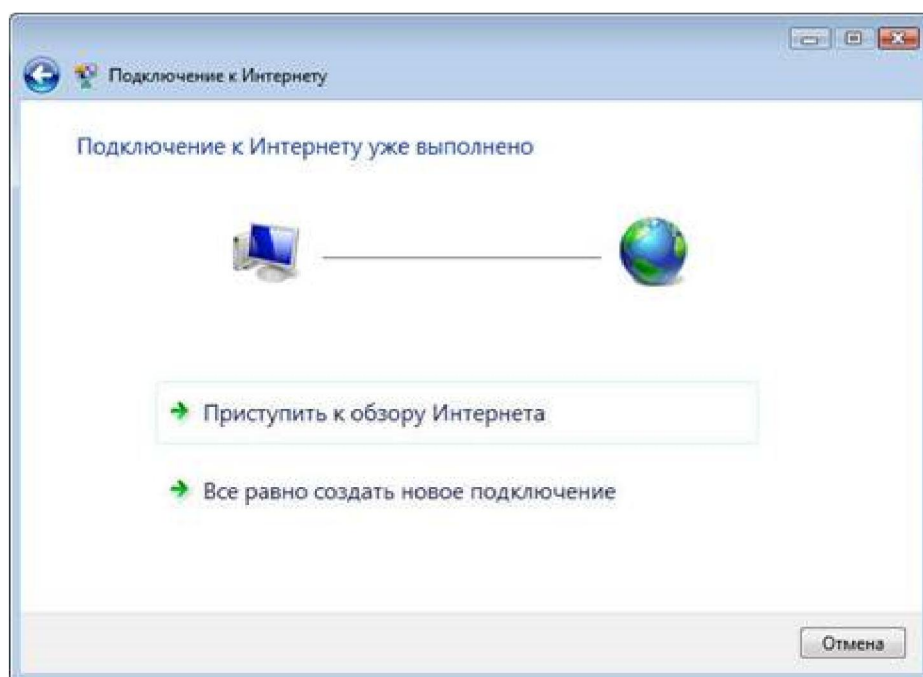 Подключение к Интернету
Подключение к Интернету уже выполнено
Приступить к обзору Интернета
Все равно создать новое подключение
Отмена